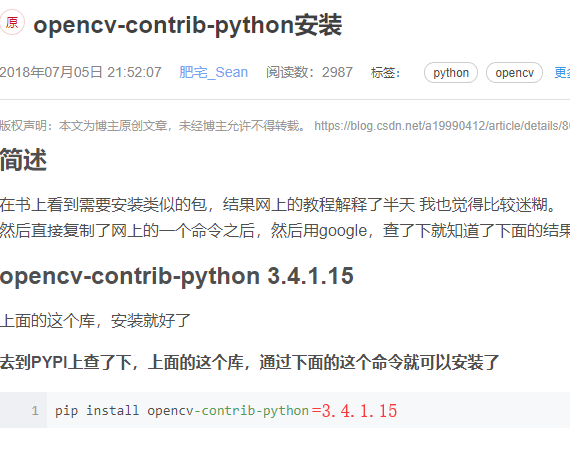 原 opencv-contrib-python安装
2018年07月05日 21:52:07 肥宅_Sean 阅读数：2987 标签： python opencv 更
版权声明：本文为博主原创文章，未经博主允许不得转载。 https://blog.csdn.net/a19990412/article/details/8
简述
在书上看到需要安装类似的包，结果网上的教程解释了半天 我也觉得比较迷糊。
然后直接复制了网上的一个命令之后，然后用google，查了下就知道了下面的结果
opencv-contrib-python 3.4.1.15
上面的这个库，安装就好了
去到PYPI上查了下，上面的这个库，通过下面的这个命令就可以安装了
1 pip install opencv-contrib-python=3.4.1.15